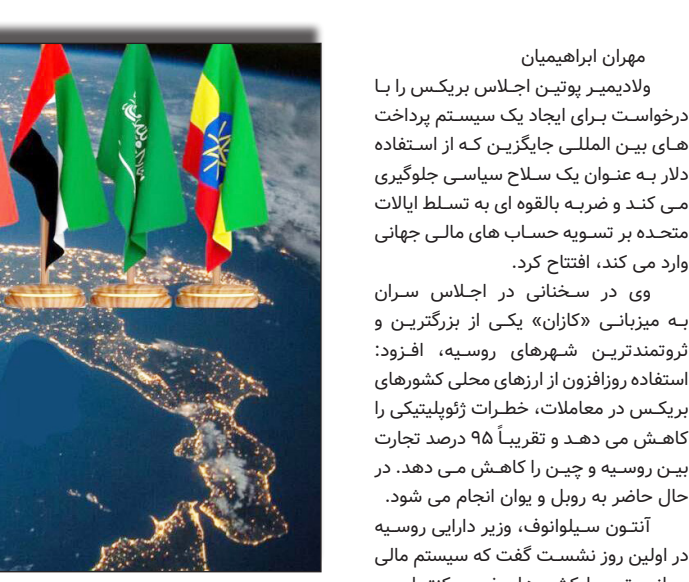 مهران ابراهیمیان
ولادیمیر پوتین اجلاس بریکس را با
درخواست برای ایجاد یک سیستم پرداخت
های بین المللی جایگزین که از استفاده
دلار به عنوان یک سلاح سیاسی جلوگیری
می کند و ضربه بالقوه ای به تسلط ایالات
متحده بر تسویه حساب های مالی جهانی
وارد می کند، افتتاح کرد.
وی در سخنانی در اجلاس سران
به میزبانی «کازان» یکی از بزرگترین و
ثروتمندترین شهرهای روسیه، افزود:
استفاده روزافزون از ارزهای محلی کشورهای
بریکس در معاملات، خطرات ژئوپلیتیکی را
کاهش می دهد و تقریباً ۹۵ درصد تجارت
بین روسیه و چین را کاهش می دهد. در
حال حاضر به روبل و یوان انجام می شود.
آنتون سیلوانوف، وزیر دارایی روسیه
در اولین روز نشست گفت که سیستم مالی